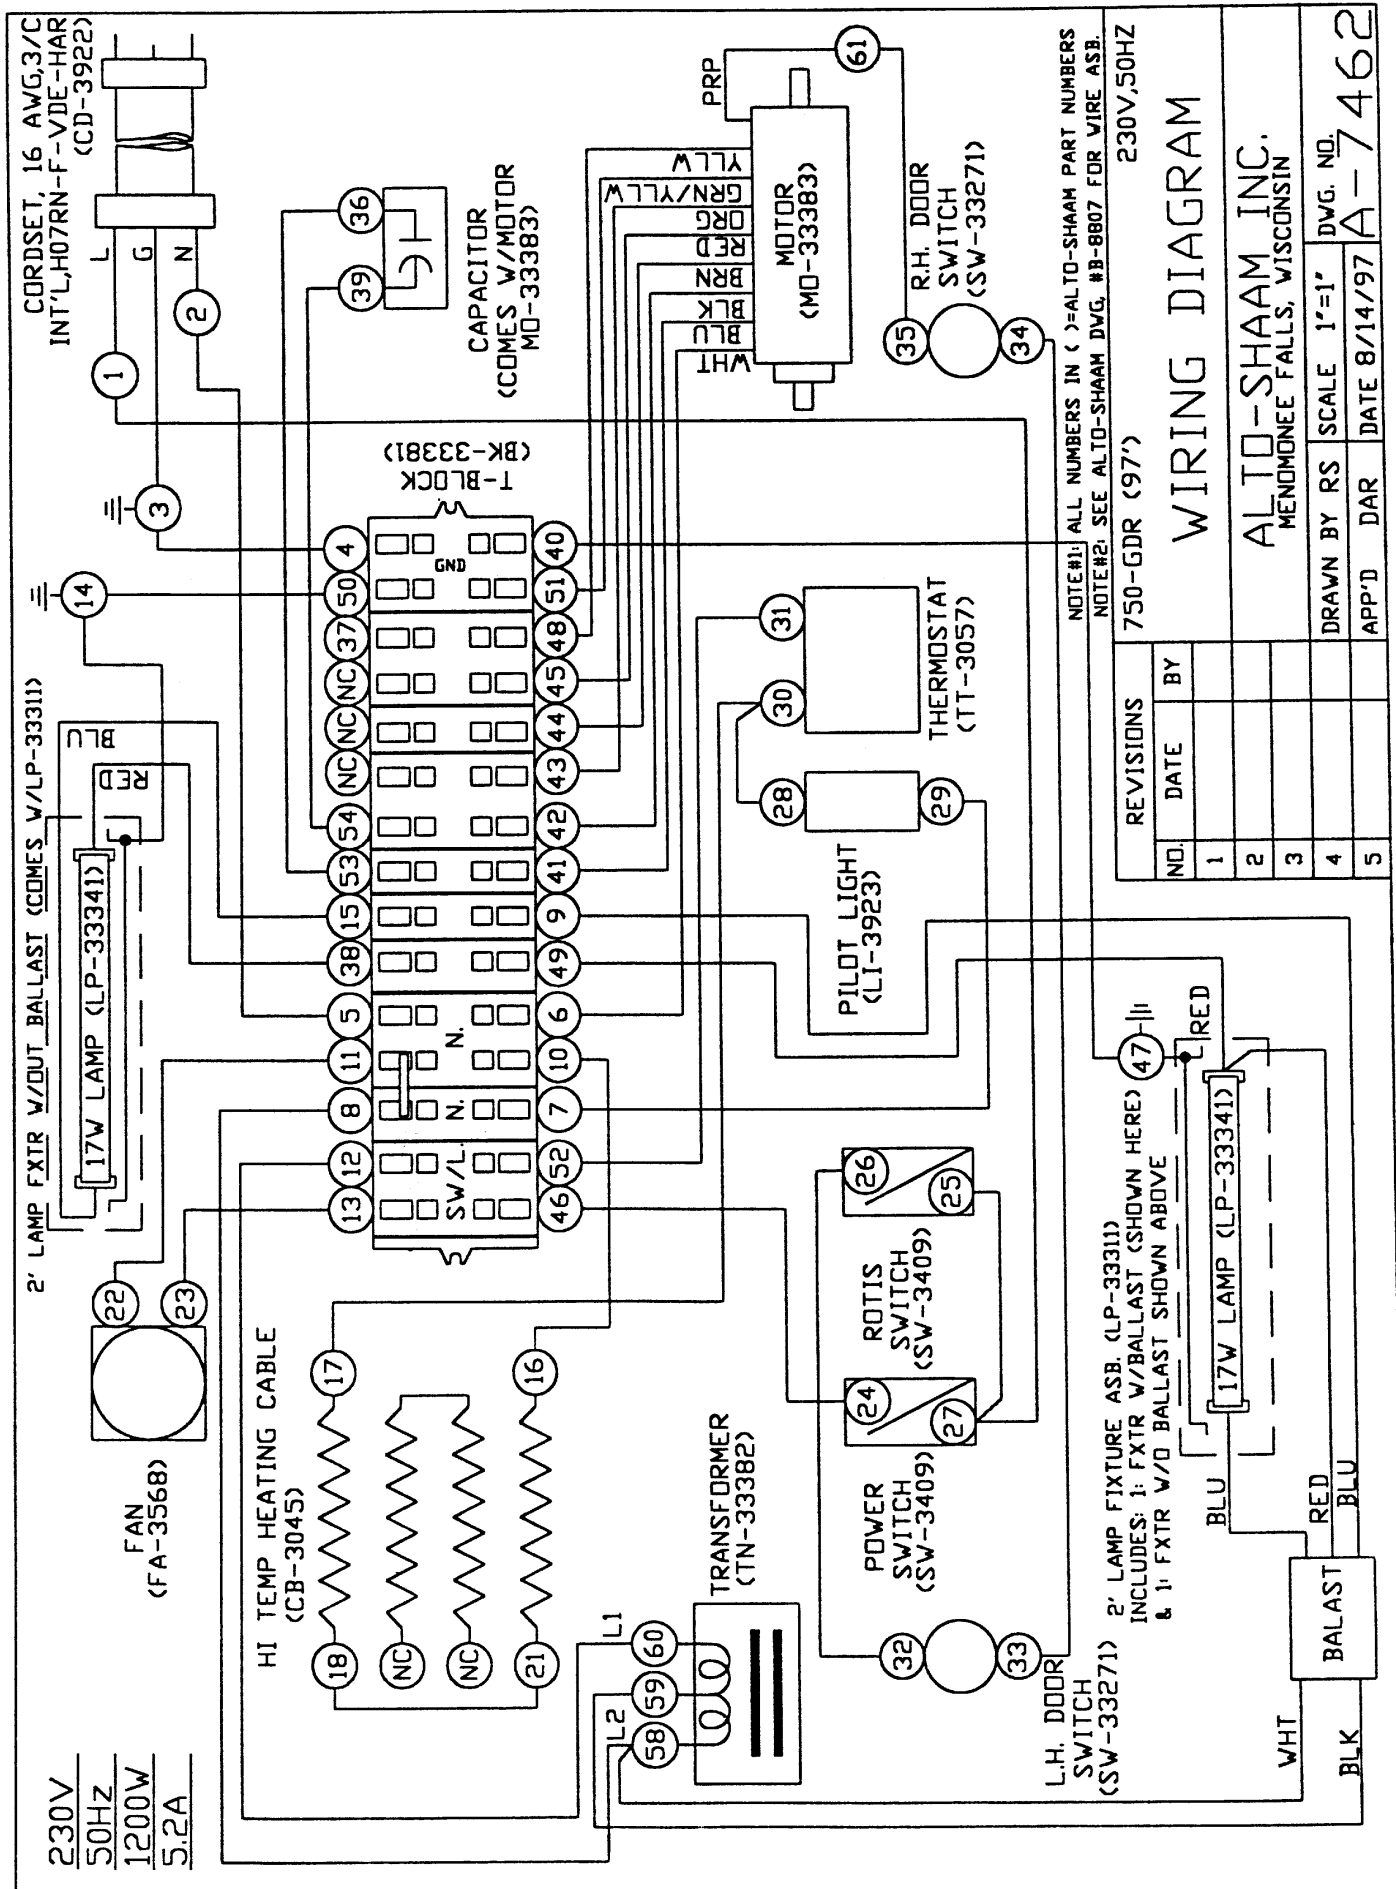 230V
50Hz
1200W
5.2A
FAN
(FA-3568)
22
23
2' LAMP FXTR W/OUT BALLAST (COMES W/LP-3331)
17W LAMP (LP-33341)
BLU
RED
14
CORDSET, 16 AWG,3/C
INT'L,H07RN-F-VDE-HAR
(CD-3922)
L
G
N
1
2
3
HI TEMP HEATING CABLE
(CB-3045)
18
NC
NC
21
17
16
13
12
8
11
5
38
15
53
54
NC
NC
NC
37
50
4
SW/L.
N.
N.
GND
46
52
7
10
6
49
9
41
42
43
44
45
48
51
40
T-BLOCK
(BK-33381)
39
36
CAPACITOR
(COMES W/MOTOR
MO-33383)
L2
L1
58
59
60
TRANSFORMER
(TN-33382)
POWER
SWITCH
(SW-3409)
24
27
ROTIS
SWITCH
(SW-3409)
26
25
PILOT LIGHT
(LI-3923)
28
29
THERMOSTAT
(TT-3057)
30
31
WHT
BLU
BLK
BRN
RED
ORG
GRN/YLLW
YLLW
PRP
MOTOR
(MO-33383)
61
R.H. DOOR
SWITCH
(SW-33271)
35
34
32
33
L.H. DOOR
SWITCH
(SW-33271)
2' LAMP FIXTURE ASB. (LP-33311)
INCLUDES: 1: FXTR W/BALLAST (SHOWN HERE)
& 1: FXTR W/O BALLAST SHOWN ABOVE
47
RED
17W LAMP (LP-33341)
BLU
RED
BLU
BALAST
WHT
BLK
NOTE#1: ALL NUMBERS IN ( )=ALTO-SHAAM PART NUMBERS
NOTE#2: SEE ALTO-SHAAM DWG, #B-8807 FOR WIRE ASB.
REVISIONS
NO. DATE BY
1
2
3
4
5
750-GDR (97') 230V,50HZ
WIRING DIAGRAM
ALTO-SHAAM INC.
MENOMONEE FALLS, WISCONSIN
DRAWN BY RS SCALE 1"=1" DWG. NO.
APP'D DAR DATE 8/14/97 A-7462